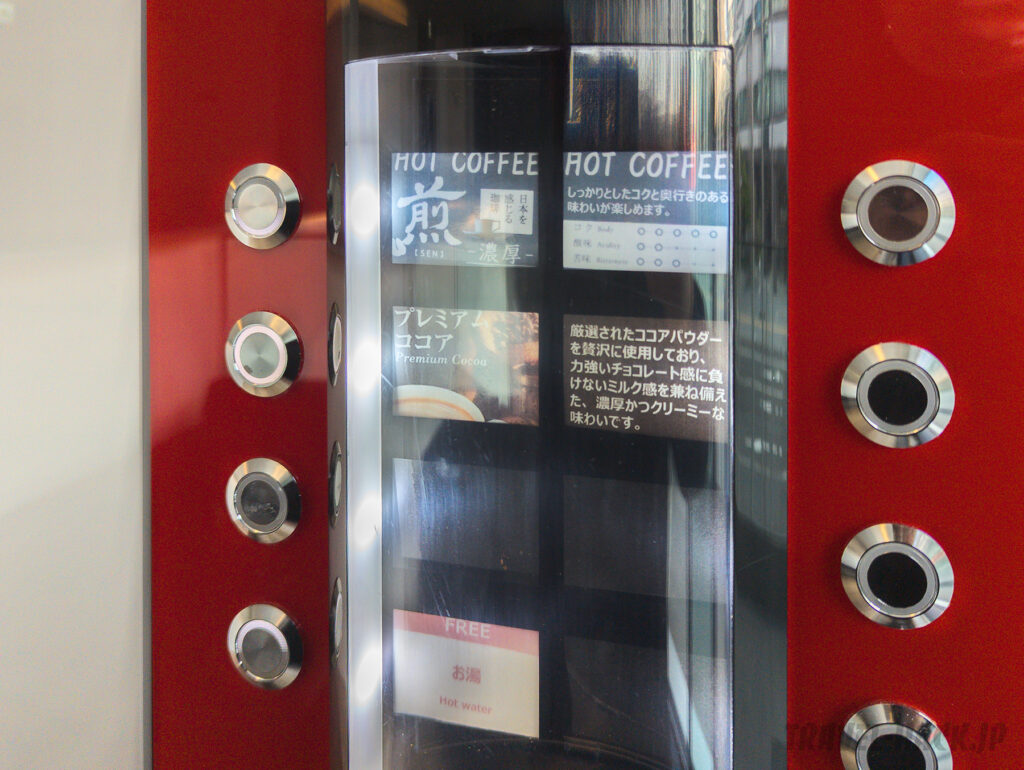 HOT COFFEE
煎
日本を
感じる
珈琲
[SEN]
-濃厚-
HOT COFFEE
しっかりとしたコクと奥行きのある
味わいが楽しめます。
コク Body
酸味 Acidity
苦味 Bitterness
プレミアム
ココア
Premium Cocoa
厳選されたココアパウダー
を贅沢に使用しており、
力強いチョコレート感に負
けないミルク感を兼ね備え
た、濃厚かつクリーミーな
味わいです。
FREE
お湯
Hot water